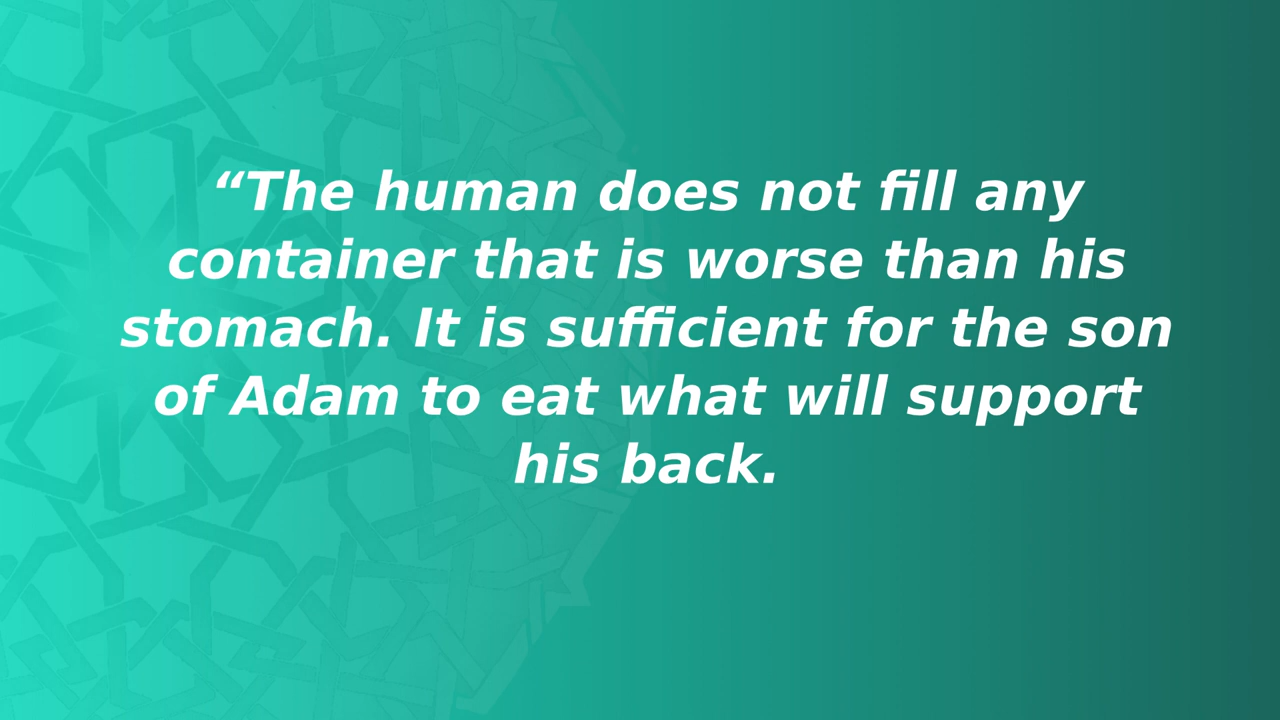 “The human does not fill any
container that is worse than his
stomach. It is sufficient for the son
of Adam to eat what will support
his back.